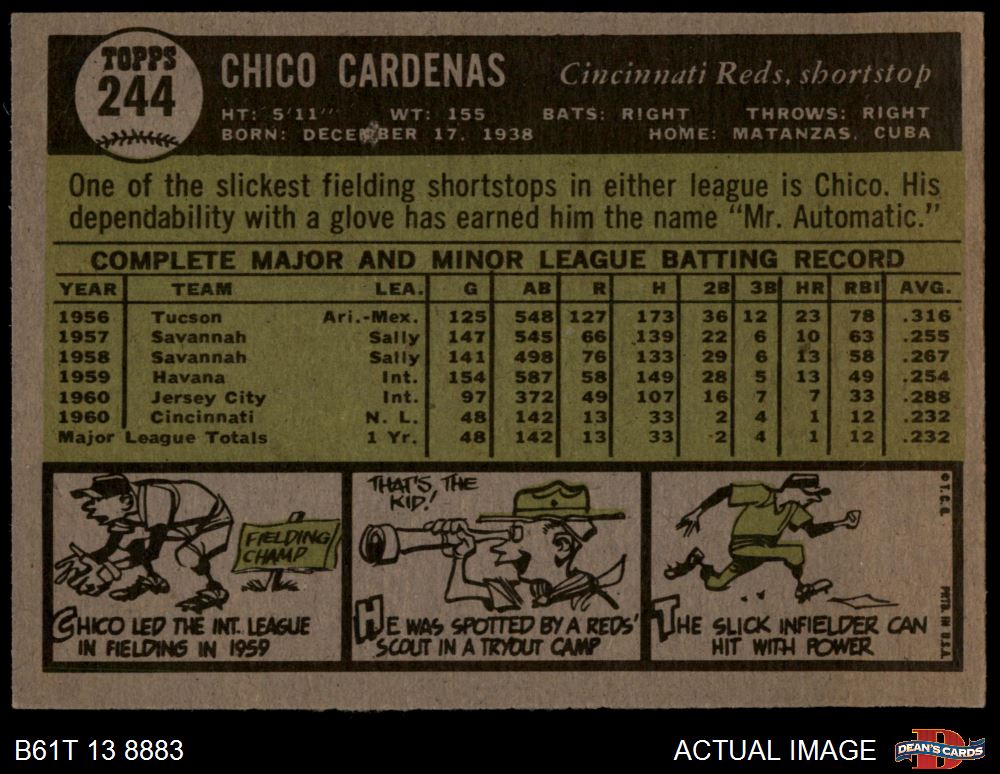 TOPPS
244
CHICO CARDENAS
Cincinnati Reds, shortstop
HT: 5'11" WT: 155 BATS: RIGHT THROWS: RIGHT
BORN: DECEMBER 17, 1938 HOME: MATANZAS, CUBA
One of the slickest fielding shortstops in either league is Chico. His
dependability with a glove has earned him the name "Mr. Automatic."
COMPLETE MAJOR AND MINOR LEAGUE BATTING RECORD
YEAR TEAM LEA. G AB R H 2B 3B HR RBI AVG.
1956 Tucson Ari.-Mex. 125 548 127 173 36 12 23 78 .316
1957 Savannah Sally 147 545 66 139 22 6 10 63 .255
1958 Savannah Sally 141 498 76 133 29 6 13 58 .267
1959 Havana Int. 154 587 58 149 28 5 13 49 .254
1960 Jersey City Int. 97 372 49 107 16 7 7 33 .288
1960 Cincinnati N. L. 48 142 13 33 2 4 1 12 .232
Major League Totals 1 Yr. 48 142 13 33 2 4 1 12 .232
FIELDING
CHAMP
CHICO LED THE INT. LEAGUE
IN FIELDING IN 1959
THAT'S THE
KID!
HE WAS SPOTTED BY A REDS'
SCOUT IN A TRYOUT CAMP
THE SLICK INFIELDER CAN
HIT WITH POWER
© T.C.G.
PRTD. IN U.S.A.
B61T 13 8883
ACTUAL IMAGE
DEAN'S CARDS